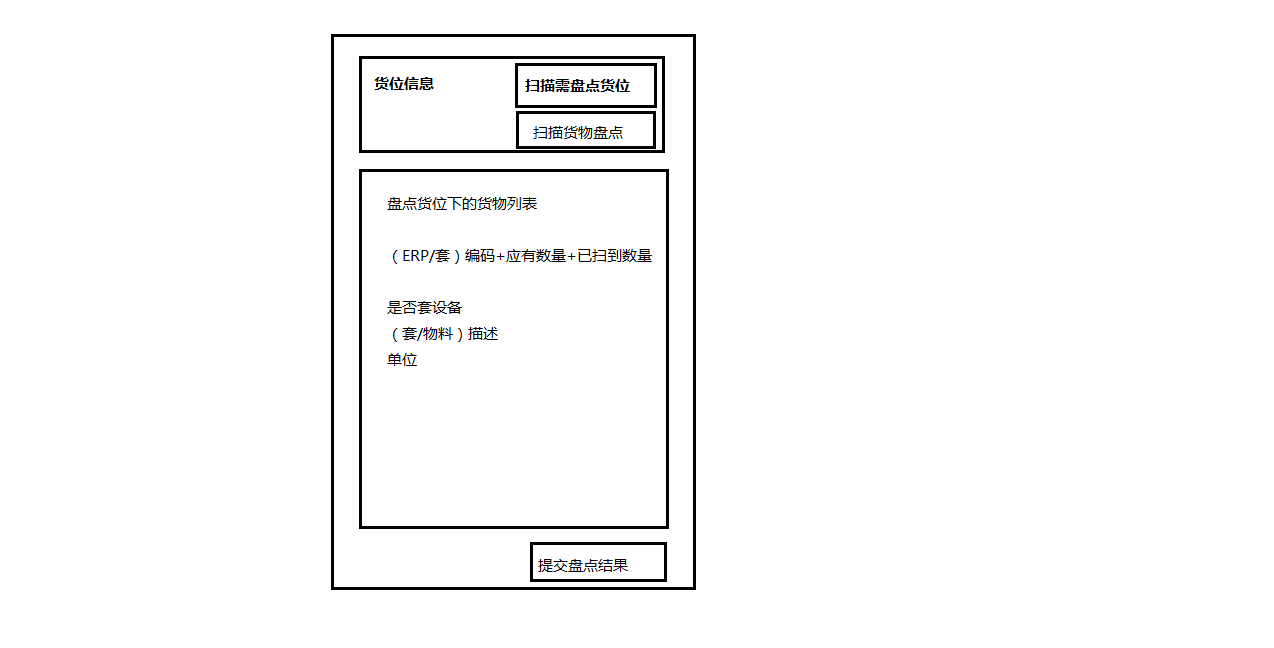 货位信息
扫描需盘点货位
扫描货物盘点
盘点货位下的货物列表
（ERP/套）编码+应有数量+已扫到数量
是否套设备
（套/物料）描述
单位
提交盘点结果